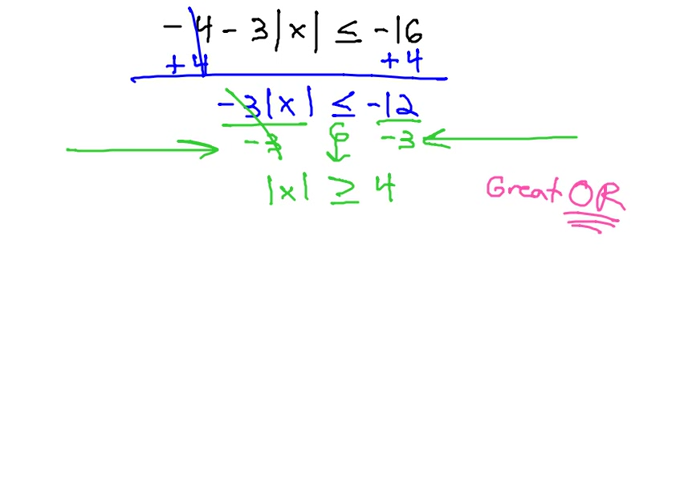 -4 - 3|x| ≤ -16
+4 +4
-3|x| ≤ -12
-3 -3
|x| ≥ 4 Great OR